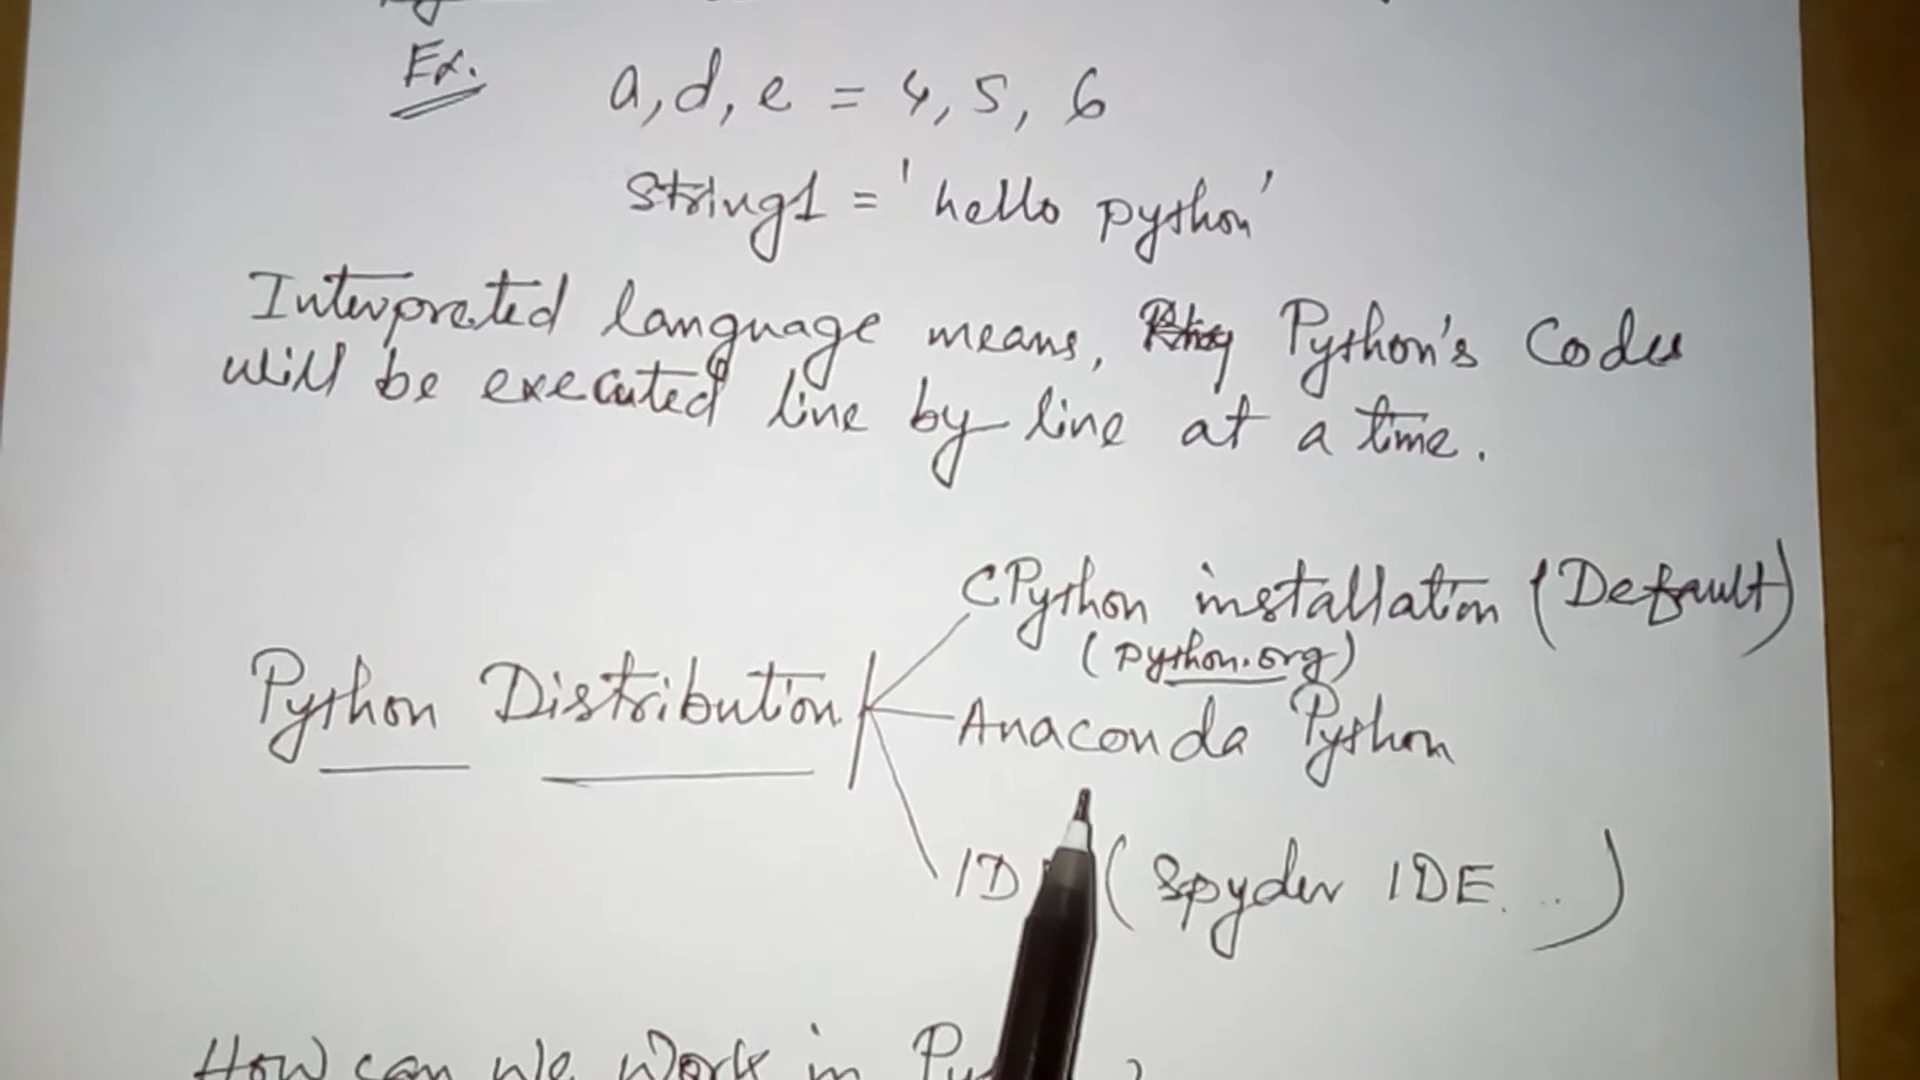 Ex. a, d, e = 4, 5, 6
string1 = 'hello python'
Interprated language means, Python's Codes
will be executed line by line at a time.
CPython installation (Default)
(python.org)
Python Distribution
Anaconda Python
(Spyder IDE...)
How can we work in